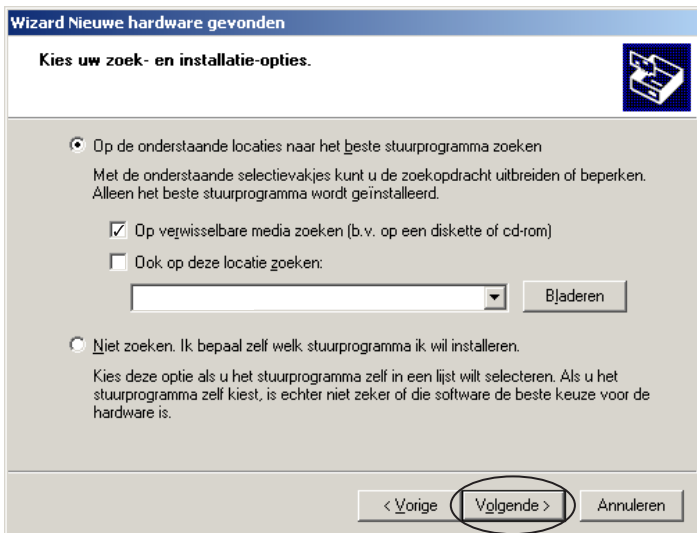 Wizard Nieuwe hardware gevonden
Kies uw zoek- en installatie-opties.
Op de onderstaande locaties naar het beste stuurprogramma zoeken
Met de onderstaande selectievakjes kunt u de zoekopdracht uitbreiden of beperken.
Alleen het beste stuurprogramma wordt geïnstalleerd.
Op verwisselbare media zoeken (b.v. op een diskette of cd-rom)
Ook op deze locatie zoeken:
Bladeren
Niet zoeken. Ik bepaal zelf welk stuurprogramma ik wil installeren.
Kies deze optie als u het stuurprogramma zelf in een lijst wilt selecteren. Als u het
stuurprogramma zelf kiest, is echter niet zeker of die software de beste keuze voor de
hardware is.
< Vorige Volgende > Annuleren